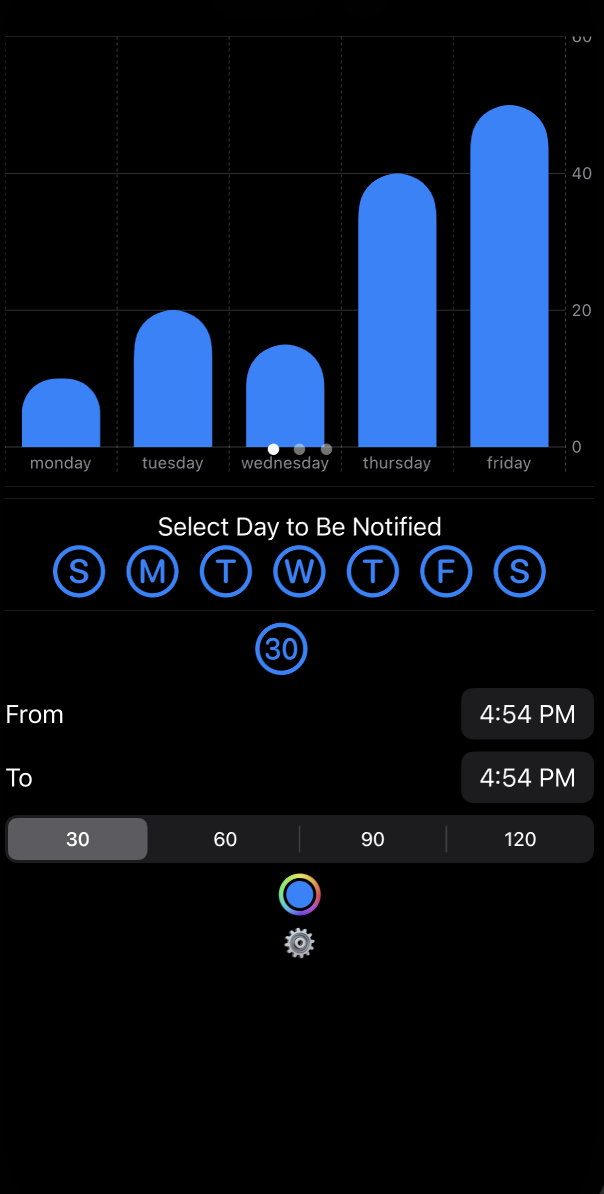 60
40
20
0
monday tuesday wednesday thursday friday
Select Day to Be Notified
S M T W T F S
30
From 4:54 PM
To 4:54 PM
30 60 90 120